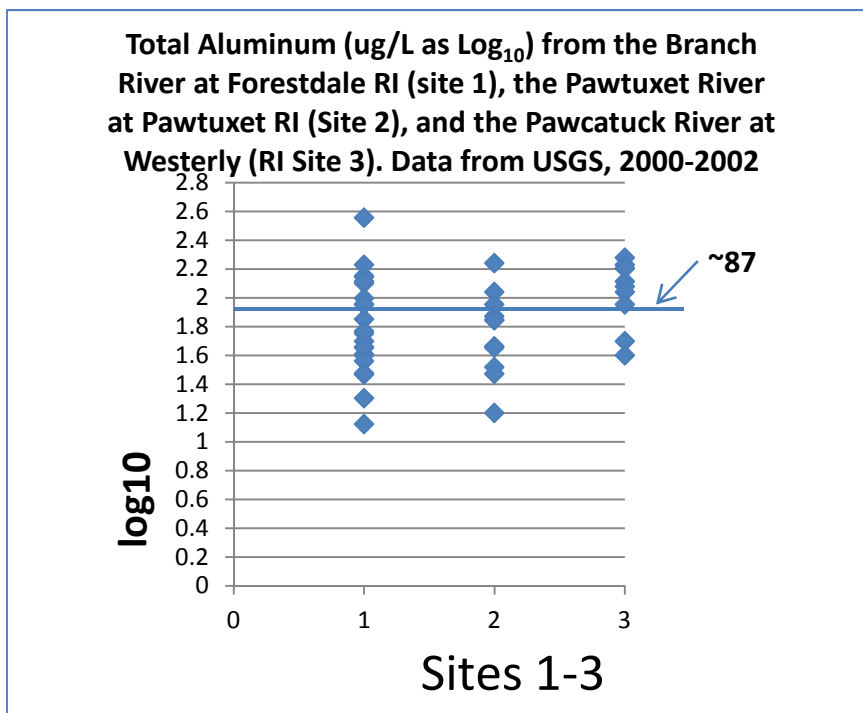 Total Aluminum (ug/L as Log10) from the Branch
River at Forestdale RI (site 1), the Pawtuxet River
at Pawtuxet RI (Site 2), and the Pawcatuck River at
Westerly (RI Site 3). Data from USGS, 2000-2002
2.8
2.6
2.4
2.2
2
1.8
1.6
1.4
1.2
1
0.8
0.6
0.4
0.2
0
~87
log10
0 1 2 3
Sites 1-3